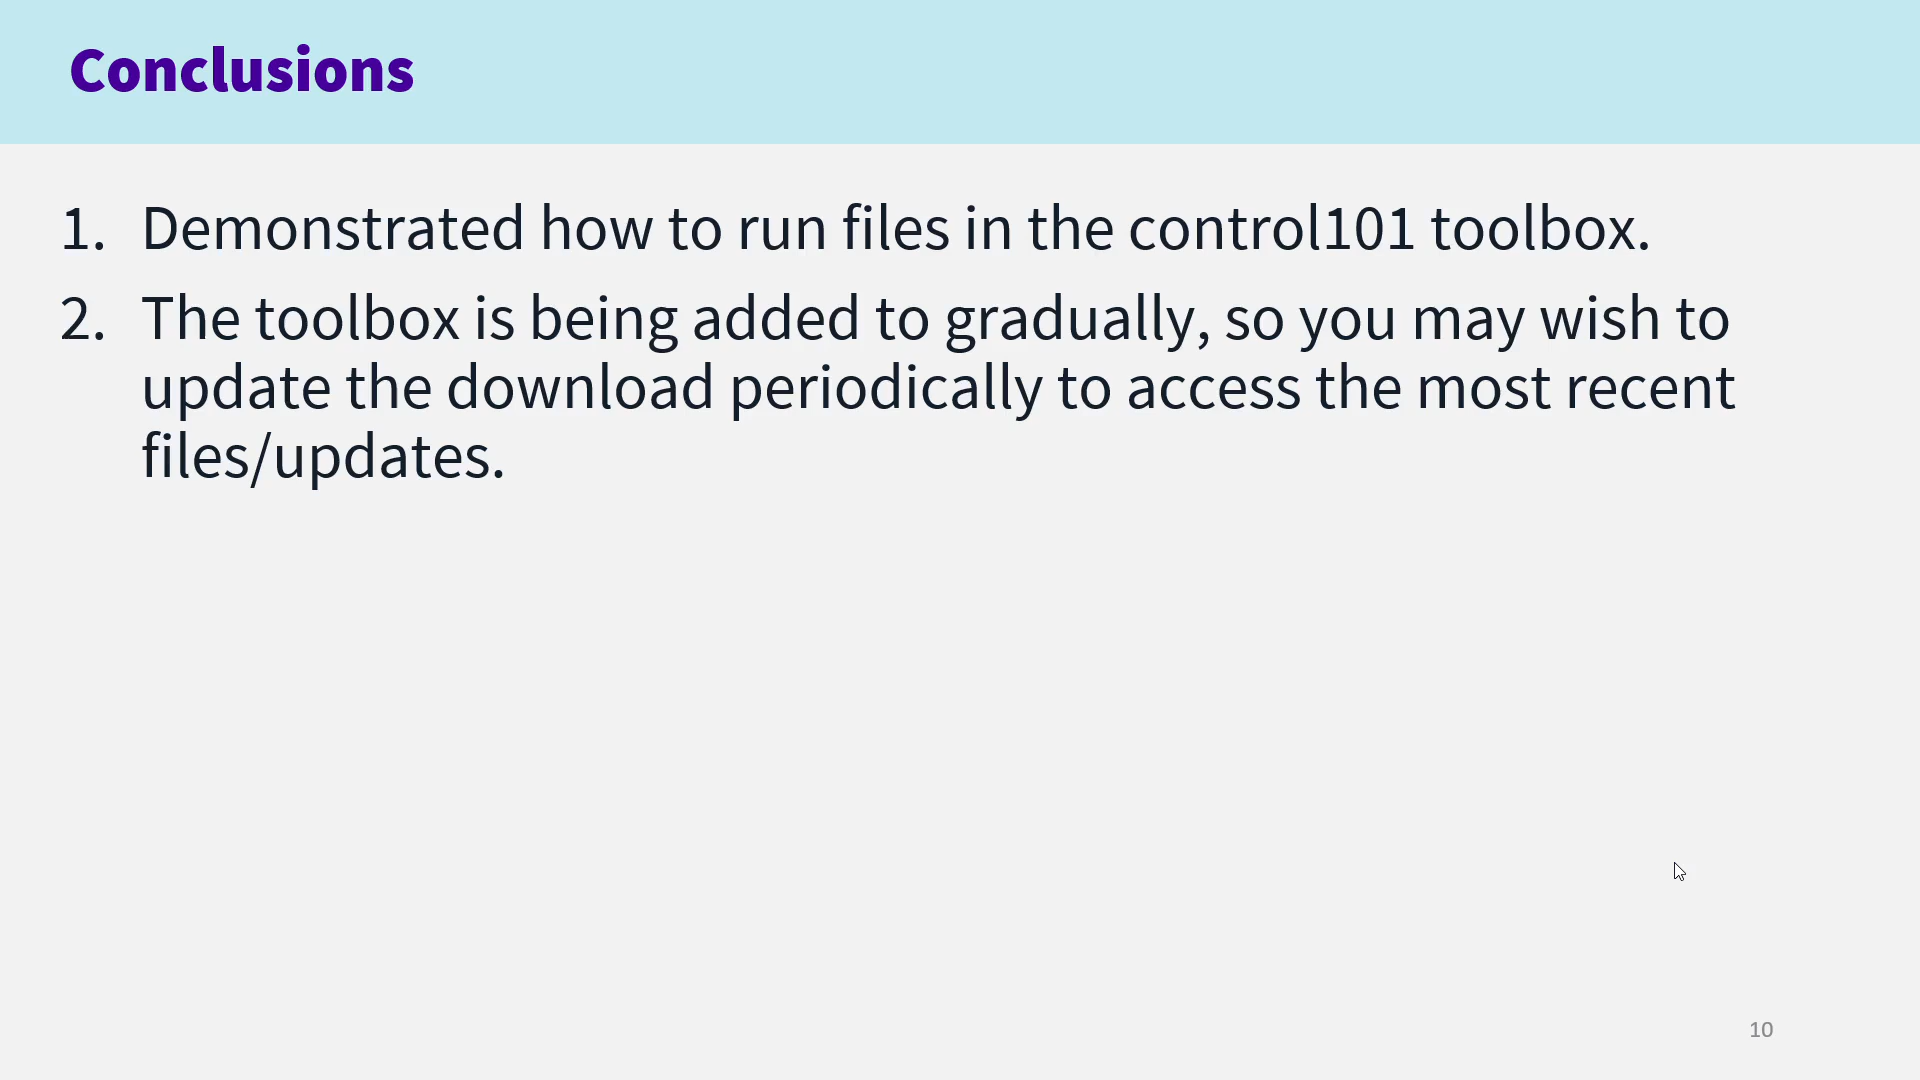 Conclusions
1. Demonstrated how to run files in the control101 toolbox.
2. The toolbox is being added to gradually, so you may wish to
update the download periodically to access the most recent
files/updates.
10